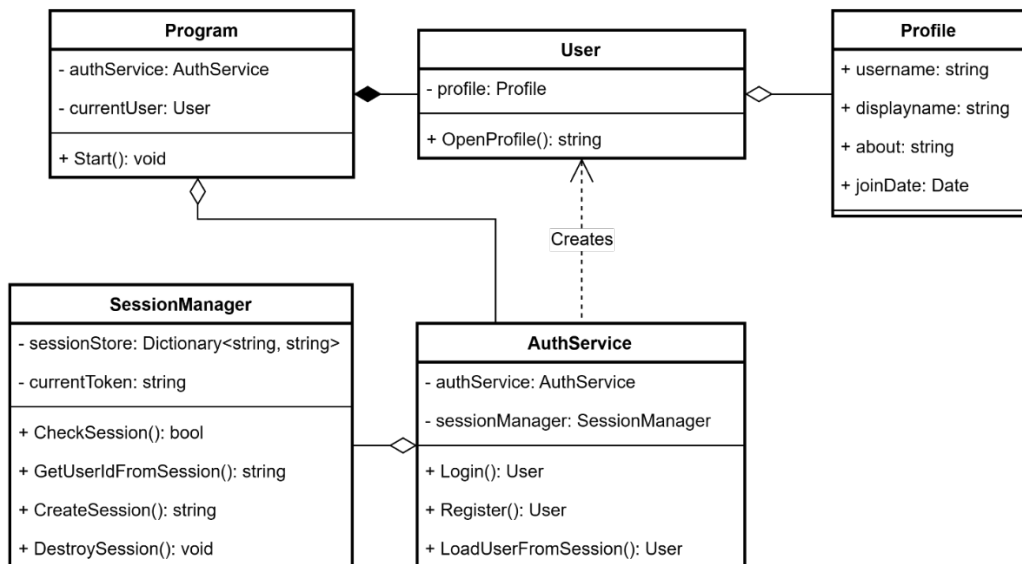 Program
- authService: AuthService
- currentUser: User
+ Start(): void
User
- profile: Profile
+ OpenProfile(): string
Profile
+ username: string
+ displayname: string
+ about: string
+ joinDate: Date
Creates
SessionManager
- sessionStore: Dictionary<string, string>
- currentToken: string
+ CheckSession(): bool
+ GetUserIdFromSession(): string
+ CreateSession(): string
+ DestroySession(): void
AuthService
- authService: AuthService
- sessionManager: SessionManager
+ Login(): User
+ Register(): User
+ LoadUserFromSession(): User